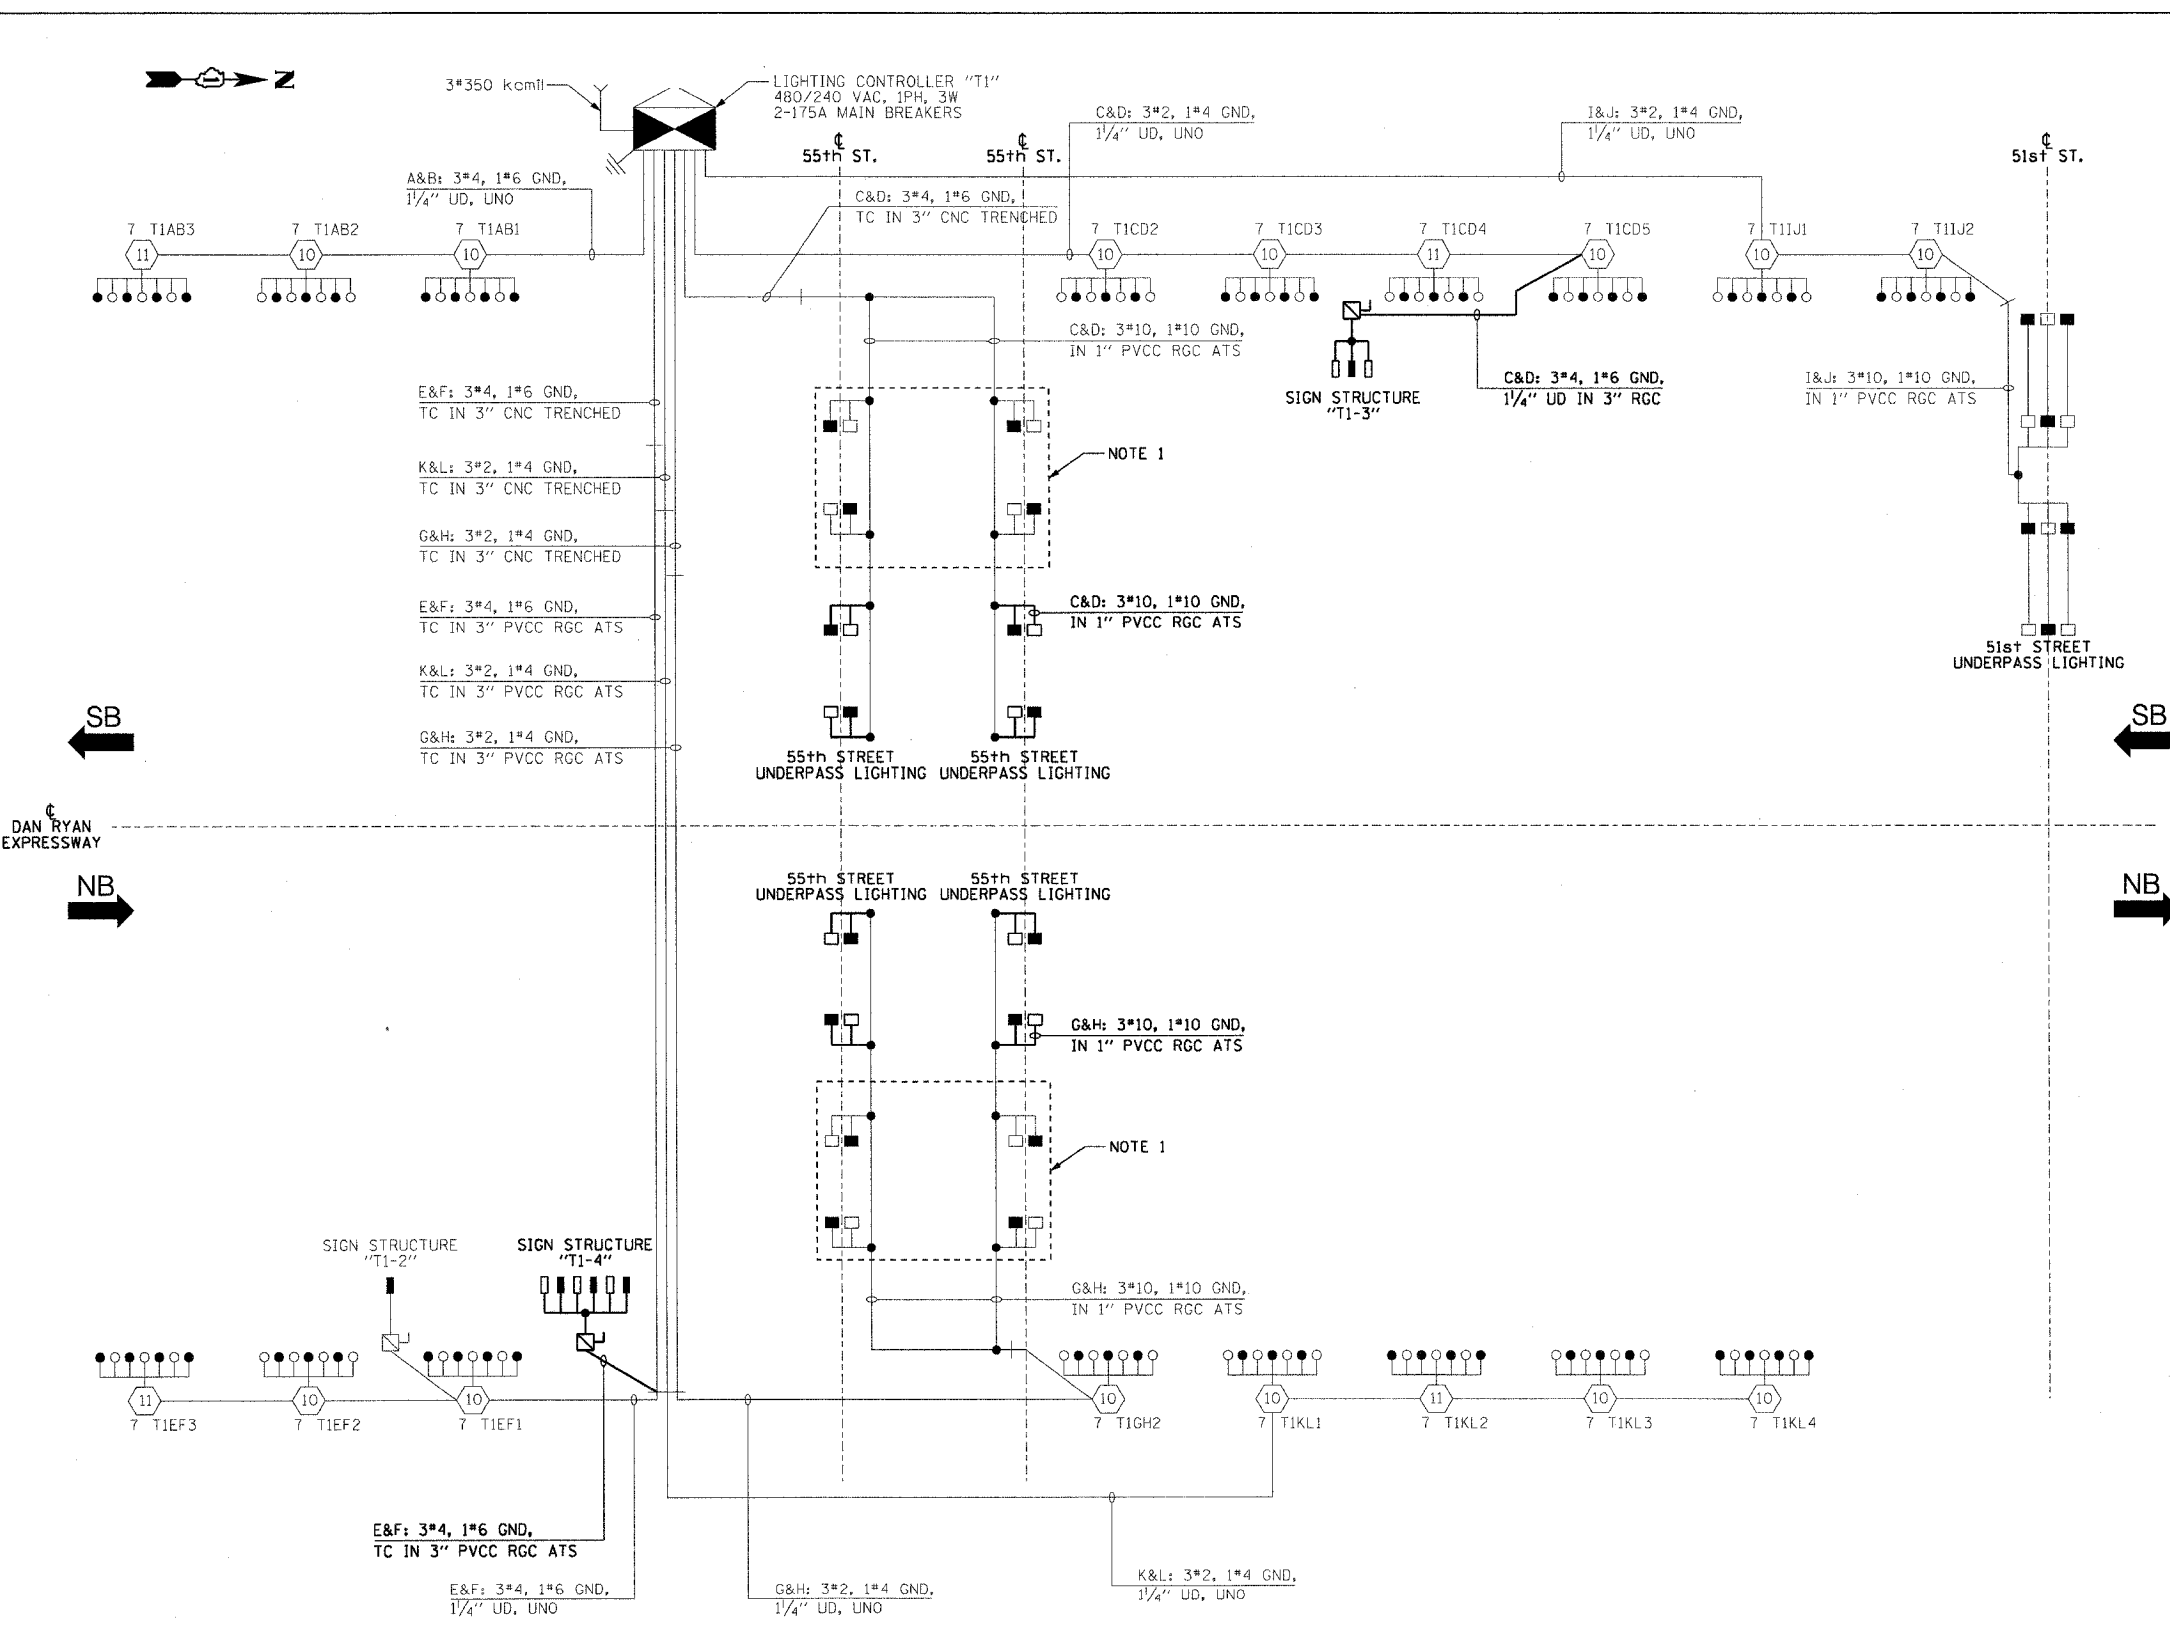 N
3#350 kcmil
LIGHTING CONTROLLER "T1"
480/240 VAC, 1PH, 3W
2-175A MAIN BREAKERS
C&D: 3#2, 1#4 GND,
1 1/4" UD, UNO
I&J: 3#2, 1#4 GND,
1 1/4" UD, UNO
℄
55th ST.
℄
55th ST.
℄
51st ST.
A&B: 3#4, 1#6 GND,
1 1/4" UD, UNO
C&D: 3#4, 1#6 GND,
TC IN 3" CNC TRENCHED
7 T1AB3
11
7 T1AB2
10
7 T1AB1
10
7 T1CD2
10
7 T1CD3
10
7 T1CD4
11
7 T1CD5
10
7 T1IJ1
10
7 T1IJ2
10
C&D: 3#10, 1#10 GND,
IN 1" PVCC RGC ATS
SIGN STRUCTURE
"T1-3"
C&D: 3#4, 1#6 GND,
1 1/4" UD IN 3" RGC
I&J: 3#10, 1#10 GND,
IN 1" PVCC RGC ATS
E&F: 3#4, 1#6 GND,
TC IN 3" CNC TRENCHED
NOTE 1
K&L: 3#2, 1#4 GND,
TC IN 3" CNC TRENCHED
G&H: 3#2, 1#4 GND,
TC IN 3" CNC TRENCHED
E&F: 3#4, 1#6 GND,
TC IN 3" PVCC RGC ATS
C&D: 3#10, 1#10 GND,
IN 1" PVCC RGC ATS
51st STREET
UNDERPASS LIGHTING
K&L: 3#2, 1#4 GND,
TC IN 3" PVCC RGC ATS
G&H: 3#2, 1#4 GND,
TC IN 3" PVCC RGC ATS
SB
SB
55th STREET
UNDERPASS LIGHTING
55th STREET
UNDERPASS LIGHTING
℄
DAN RYAN
EXPRESSWAY
NB
NB
55th STREET
UNDERPASS LIGHTING
55th STREET
UNDERPASS LIGHTING
G&H: 3#10, 1#10 GND,
IN 1" PVCC RGC ATS
NOTE 1
SIGN STRUCTURE
"T1-2"
SIGN STRUCTURE
"T1-4"
G&H: 3#10, 1#10 GND,
IN 1" PVCC RGC ATS
11
7 T1EF3
10
7 T1EF2
10
7 T1EF1
10
7 T1GH2
10
7 T1KL1
11
7 T1KL2
10
7 T1KL3
10
7 T1KL4
E&F: 3#4, 1#6 GND,
TC IN 3" PVCC RGC ATS
E&F: 3#4, 1#6 GND,
1 1/4" UD, UNO
G&H: 3#2, 1#4 GND,
1 1/4" UD, UNO
K&L: 3#2, 1#4 GND,
1 1/4" UD, UNO